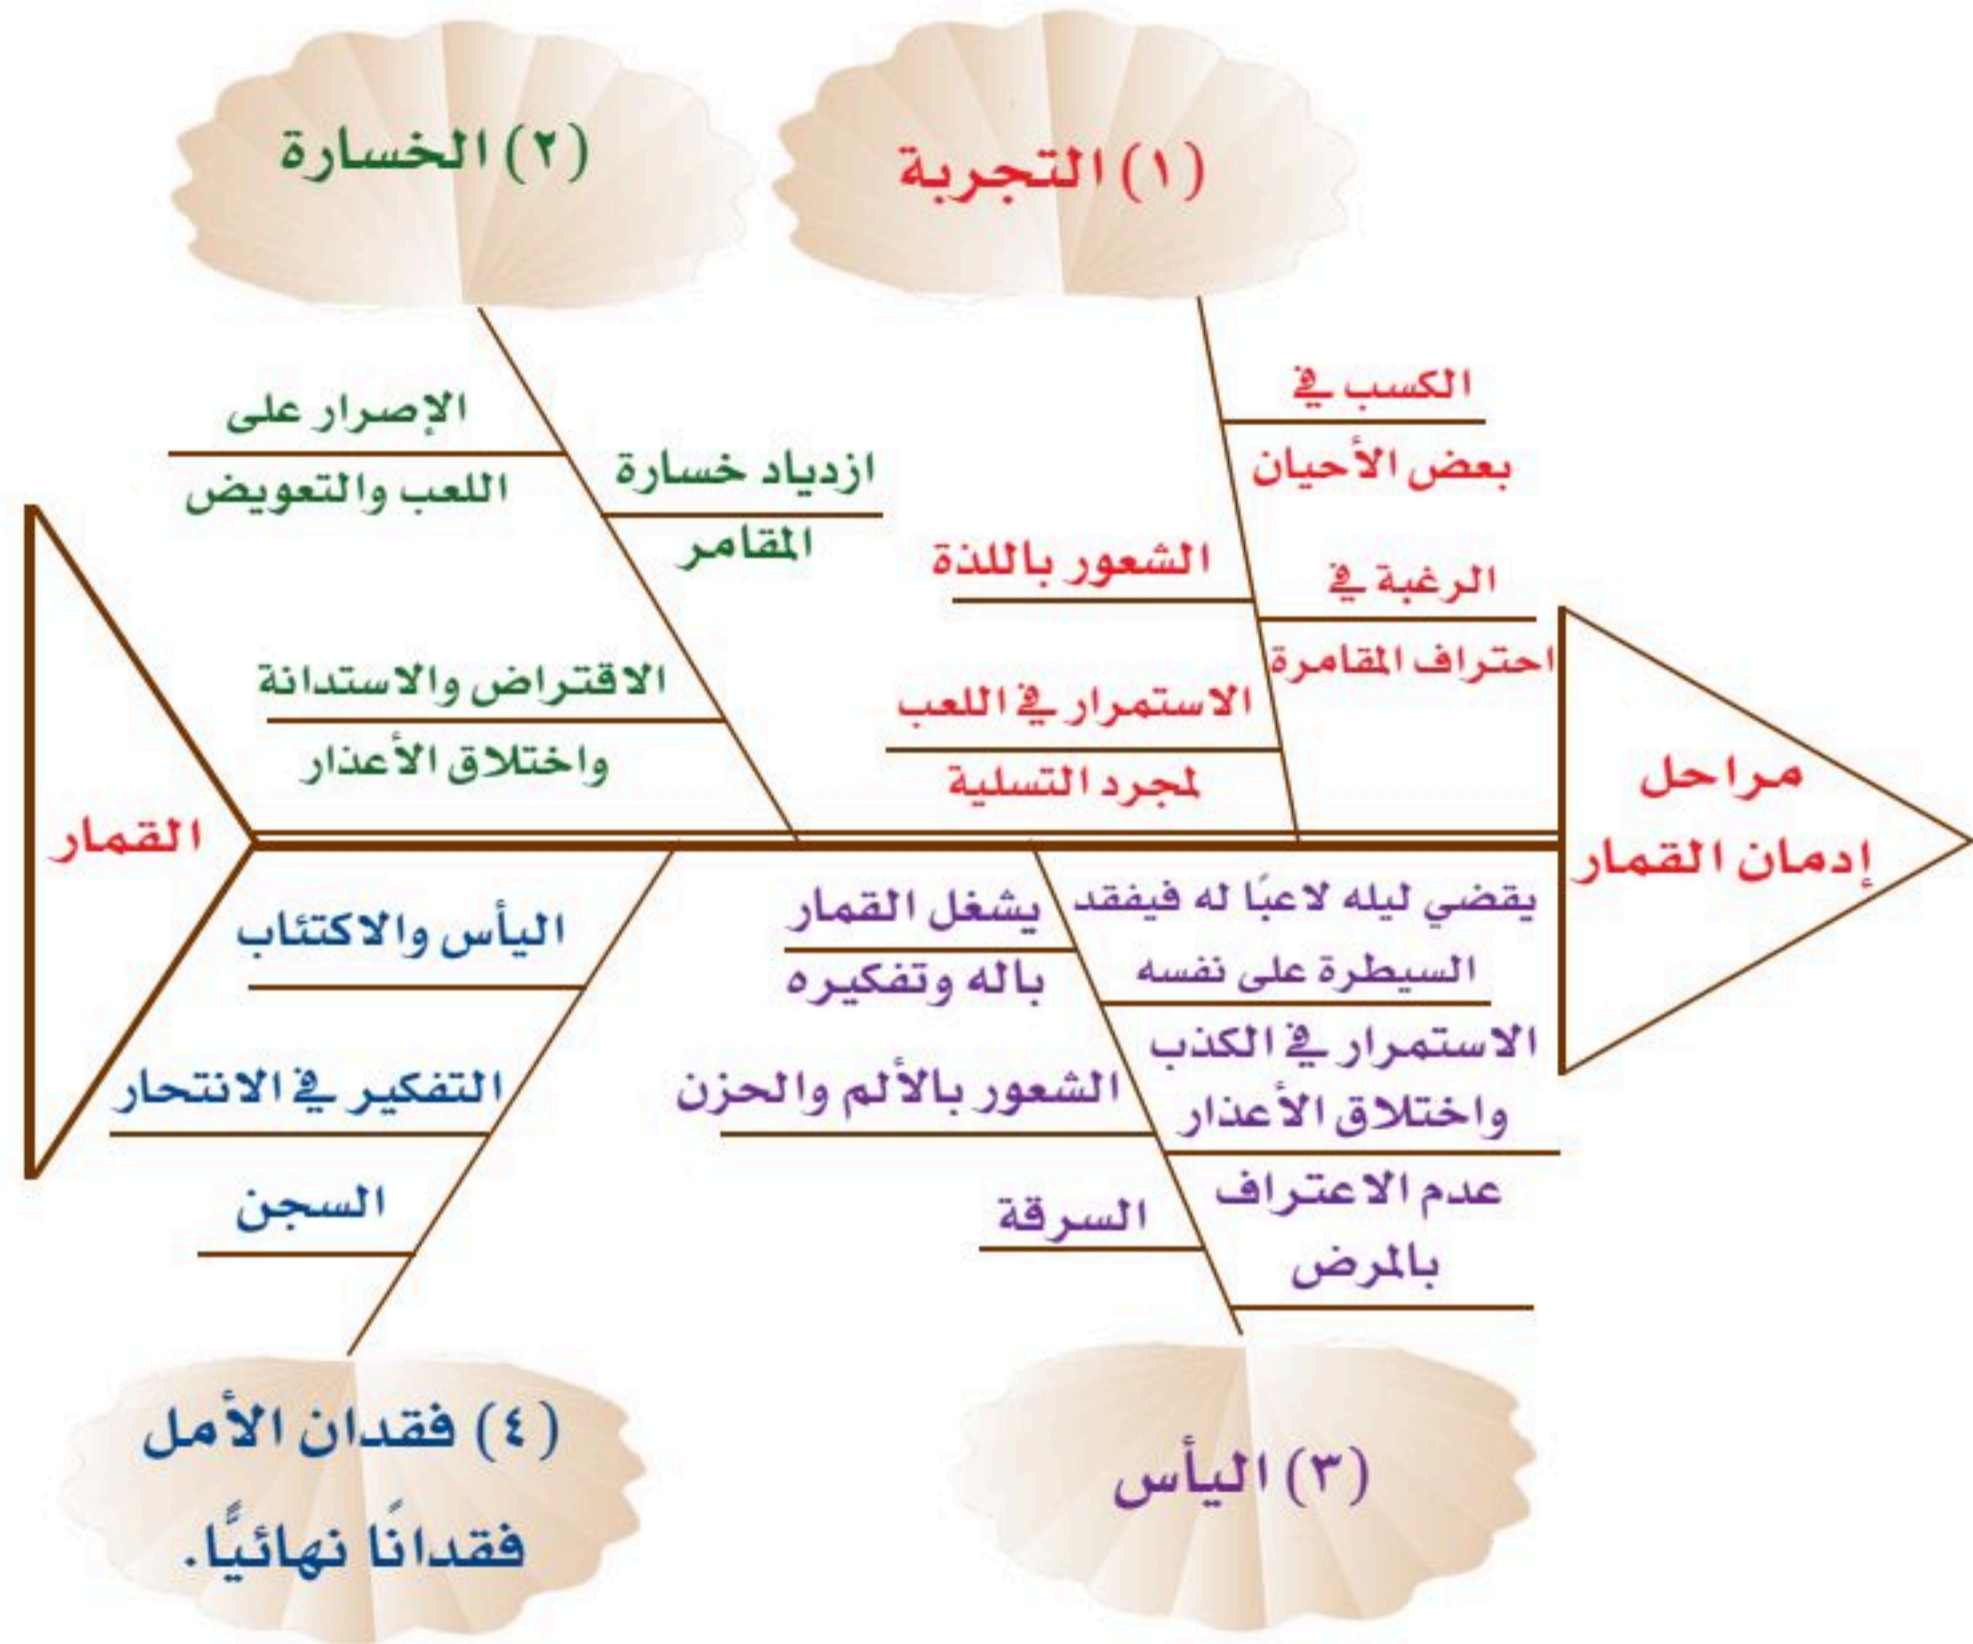 مراحل
إدمان القمار
(١) التجربة
الكسب في
بعض الأحيان
الرغبة في
احتراف المقامرة
الشعور باللذة
الاستمرار في اللعب
لمجرد التسلية
(٢) الخسارة
ازدياد خسارة
المقامر
الإصرار على
اللعب والتعويض
الاقتراض والاستدانة
واختلاق الأعذار
(٣) اليأس
يقضي ليله لاعبًا له فيفقد
السيطرة على نفسه
الاستمرار في الكذب
واختلاق الأعذار
عدم الاعتراف
بالمرض
يشغل القمار
باله وتفكيره
الشعور بالألم والحزن
السرقة
(٤) فقدان الأمل
فقدانًا نهائيًّا.
اليأس والاكتئاب
التفكير في الانتحار
السجن
القمار